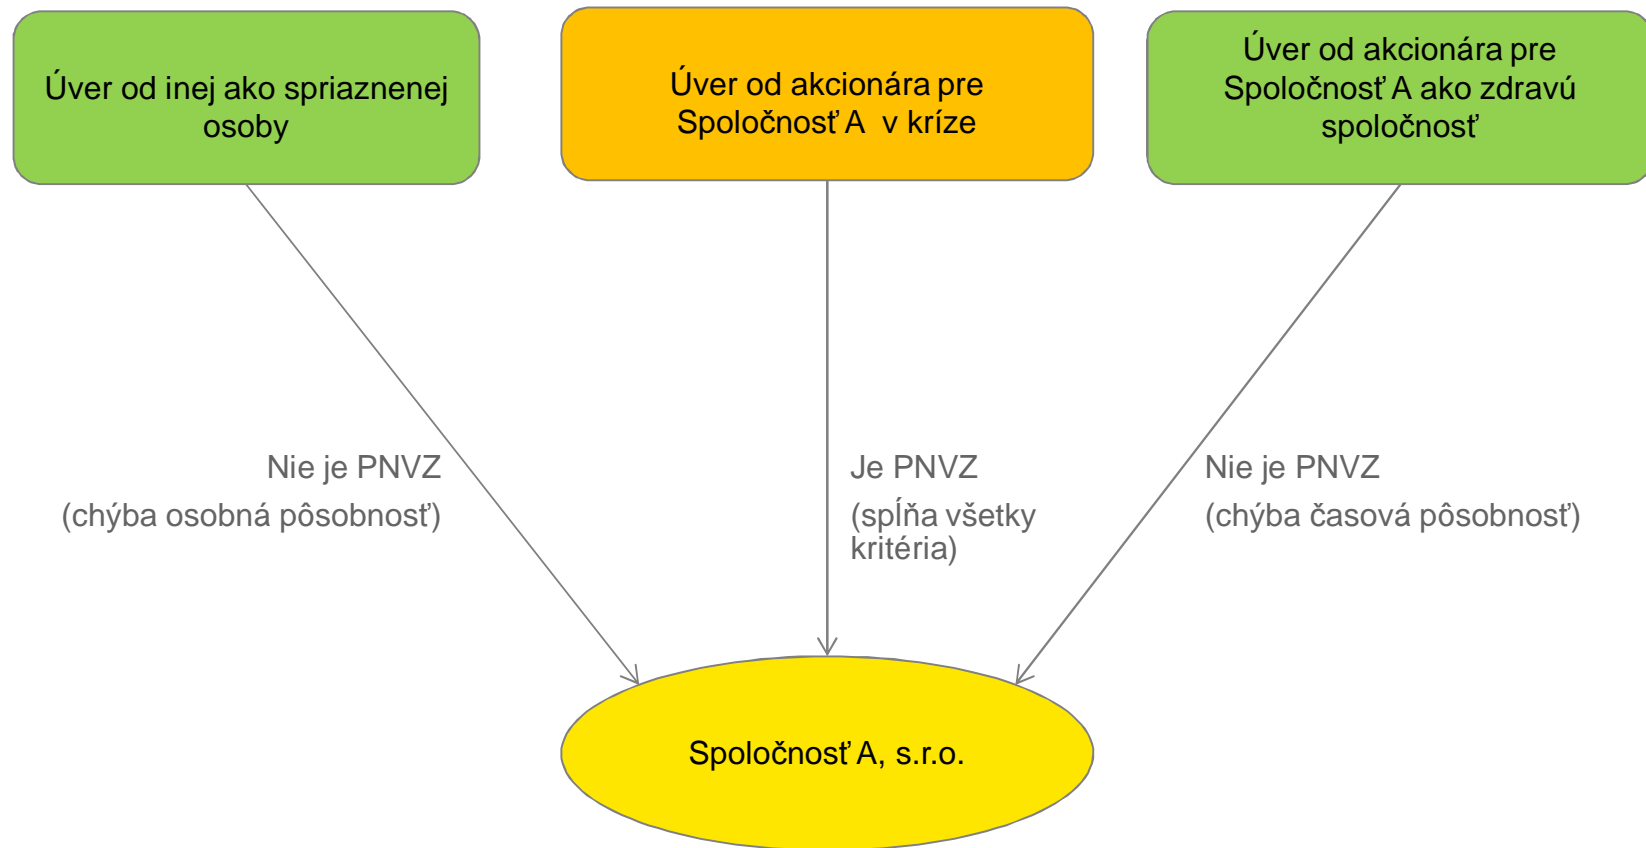 Úver od inej ako spriaznenej
osoby
Úver od akcionára pre
Spoločnosť A v kríze
Úver od akcionára pre
Spoločnosť A ako zdravú
spoločnosť
Nie je PNVZ
(chýba osobná pôsobnosť)
Je PNVZ
(spĺňa všetky
kritéria)
Nie je PNVZ
(chýba časová pôsobnosť)
Spoločnosť A, s.r.o.